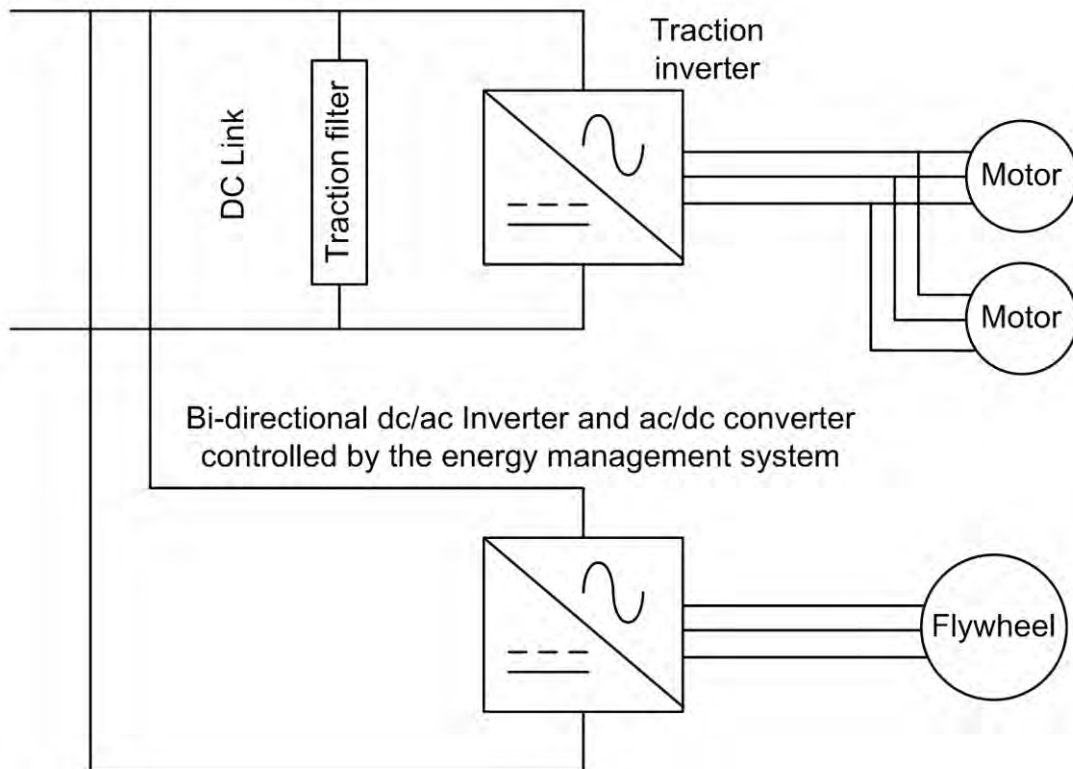 Traction
inverter
DC Link
Traction filter
Motor
Motor
Bi-directional dc/ac Inverter and ac/dc converter
controlled by the energy management system
Flywheel